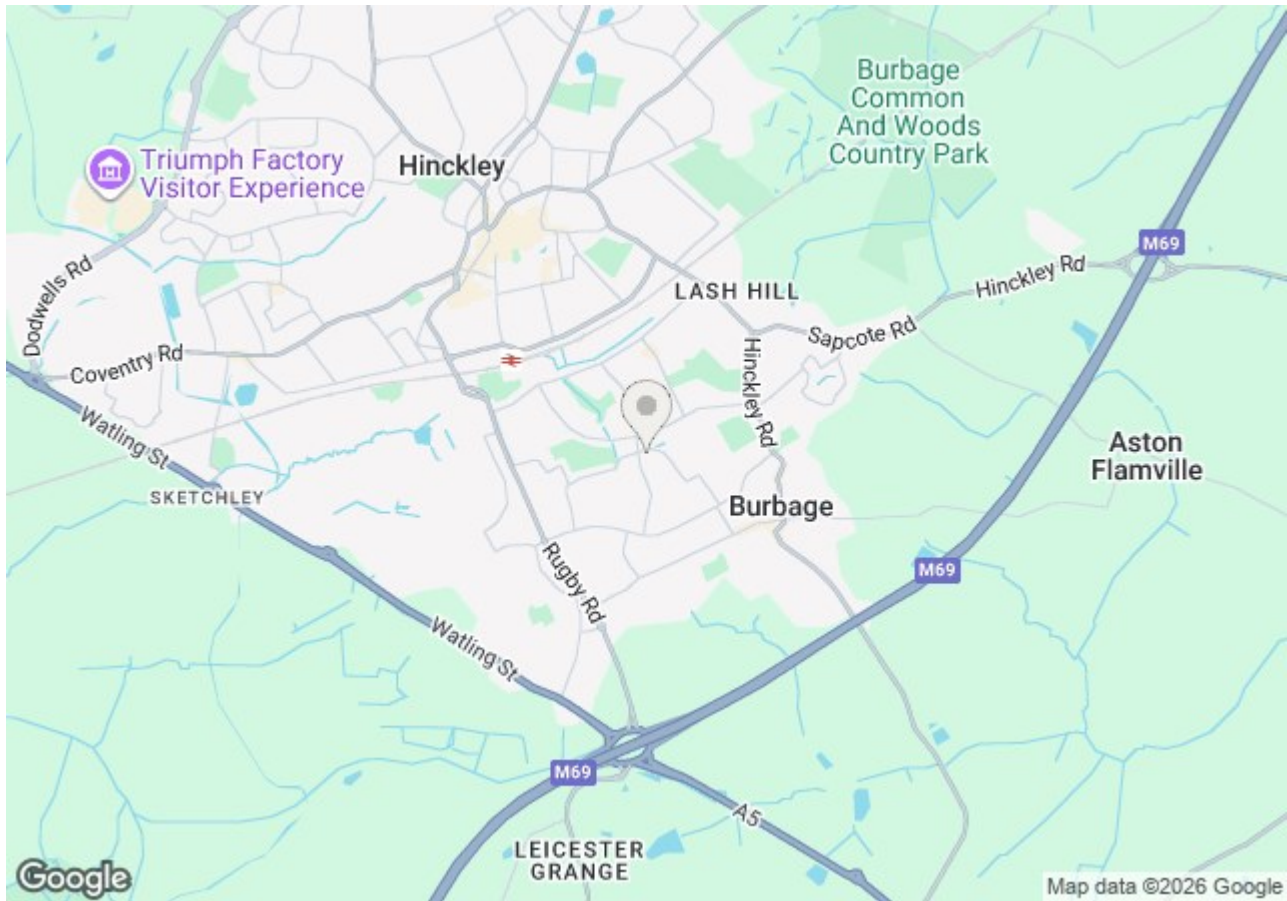 Burbage
Common
And Woods
Country Park
Triumph Factory
Visitor Experience
Hinckley
M69
Dodwells Rd
Hinckley Rd
LASH HILL
Sapcote Rd
Coventry Rd
Hinckley Rd
Watling St
Aston
Flamville
SKETCHLEY
Burbage
Rugby Rd
M69
Watling St
M69
A5
LEICESTER
GRANGE
Google
Map data ©2026 Google